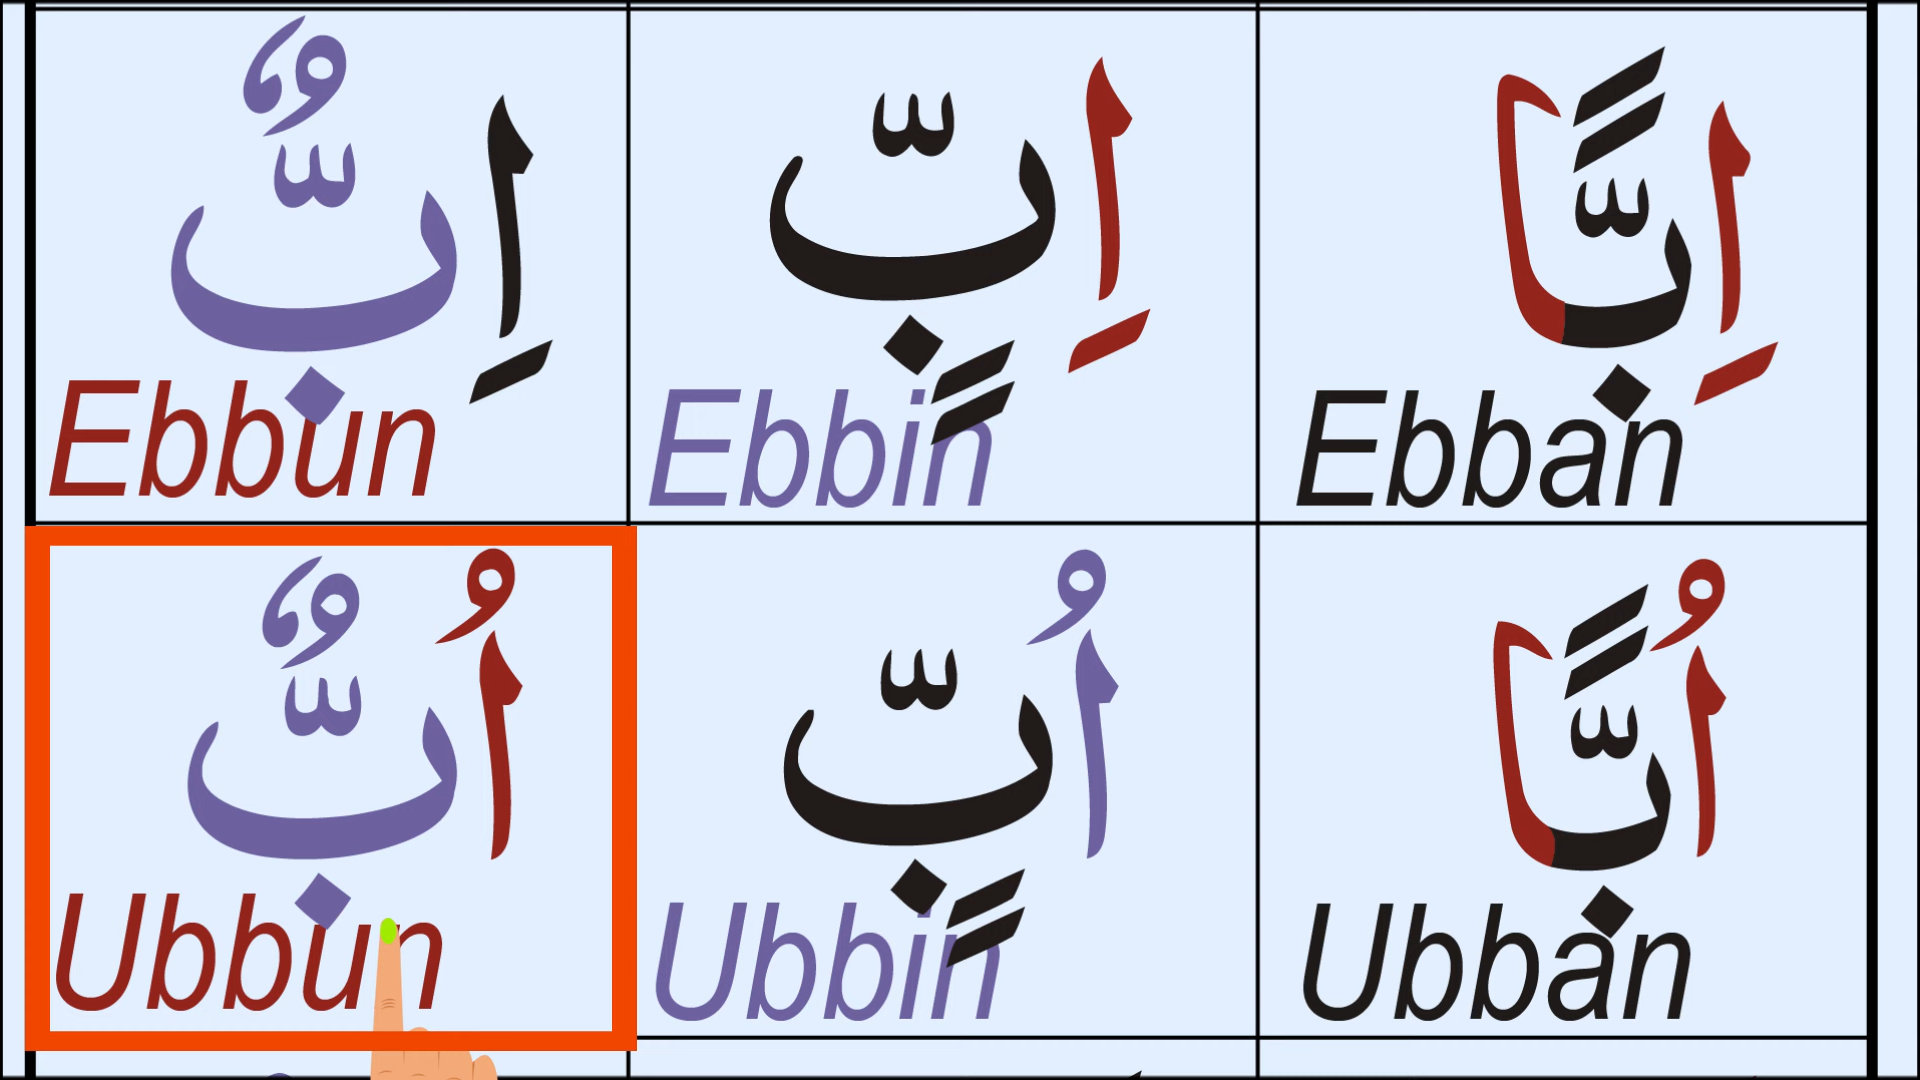 اِبًّا اِبٍّ اِبٌّ
Ebbun Ebbin Ebban
اُبًّا اُبٍّ اُبٌّ
Ubbun Ubbin Ubban